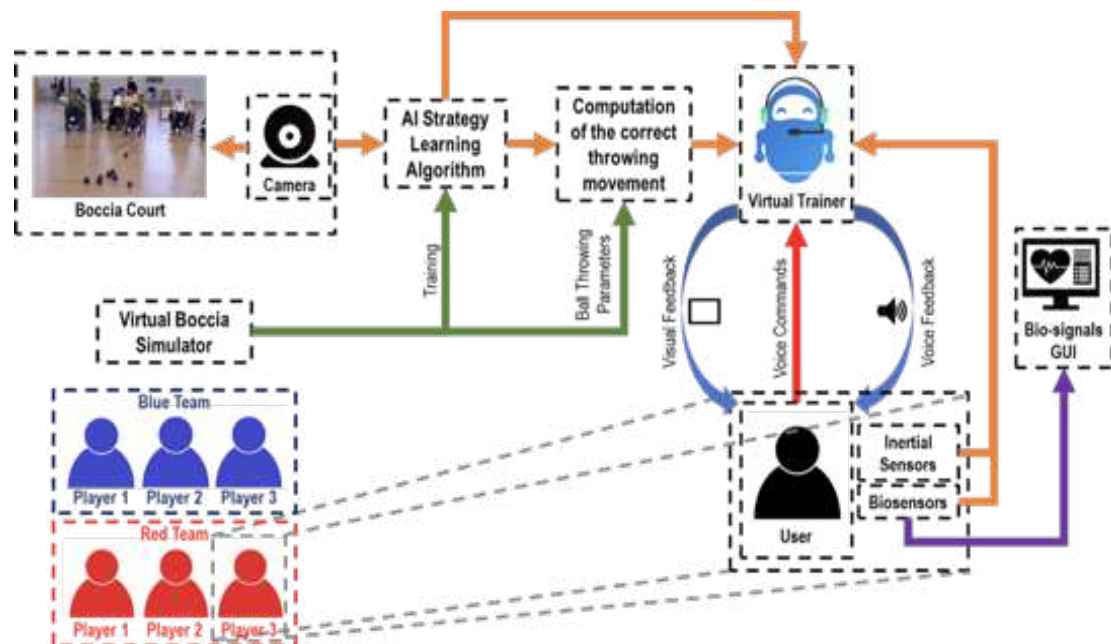 Boccia Court
Camera
AI Strategy
Learning
Algorithm
Computation
of the correct
throwing
movement
Virtual Trainer
Training
Ball Throwing
Parameters
Visual Feedback
Voice Commands
Voice Feedback
Bio-signals
GUI
Virtual Boccia
Simulator
Blue Team
Player 1
Player 2
Player 3
Red Team
Player 1
Player 2
Player 3
User
Inertial
Sensors
Biosensors